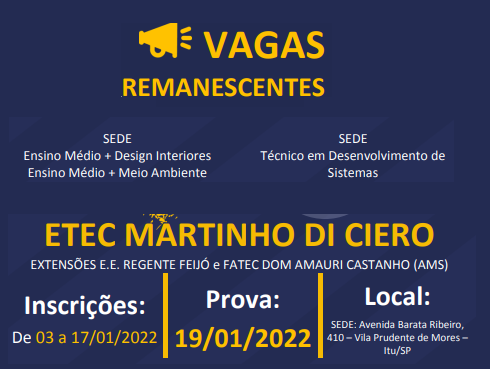 VAGAS
REMANESCENTES
SEDE
Ensino Médio + Design Interiores
Ensino Médio + Meio Ambiente
SEDE
Técnico em Desenvolvimento de
Sistemas
ETEC MARTINHO DI CIERO
EXTENSÕES E.E. REGENTE FEIJÓ e FATEC DOM AMAURI CASTANHO (AMS)
Inscrições:
De 03 a 17/01/2022
Prova:
19/01/2022
Local:
SEDE: Avenida Barata Ribeiro,
410 – Vila Prudente de Mores –
Itu/SP